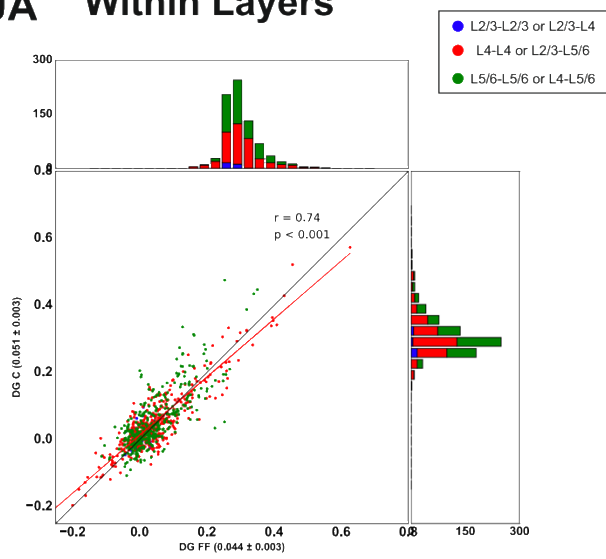 Within Layers
L2/3-L2/3 or L2/3-L4
L4-L4 or L2/3-L5/6
L5/6-L5/6 or L4-L5/6
300
150
0
0.8
0.6
0.4
0.2
0.0
−0.2
r = 0.74
p < 0.001
DG C (0.051 ± 0.003)
−0.2 0.0 0.2 0.4 0.6 0.8
0 150 300
DG FF (0.044 ± 0.003)